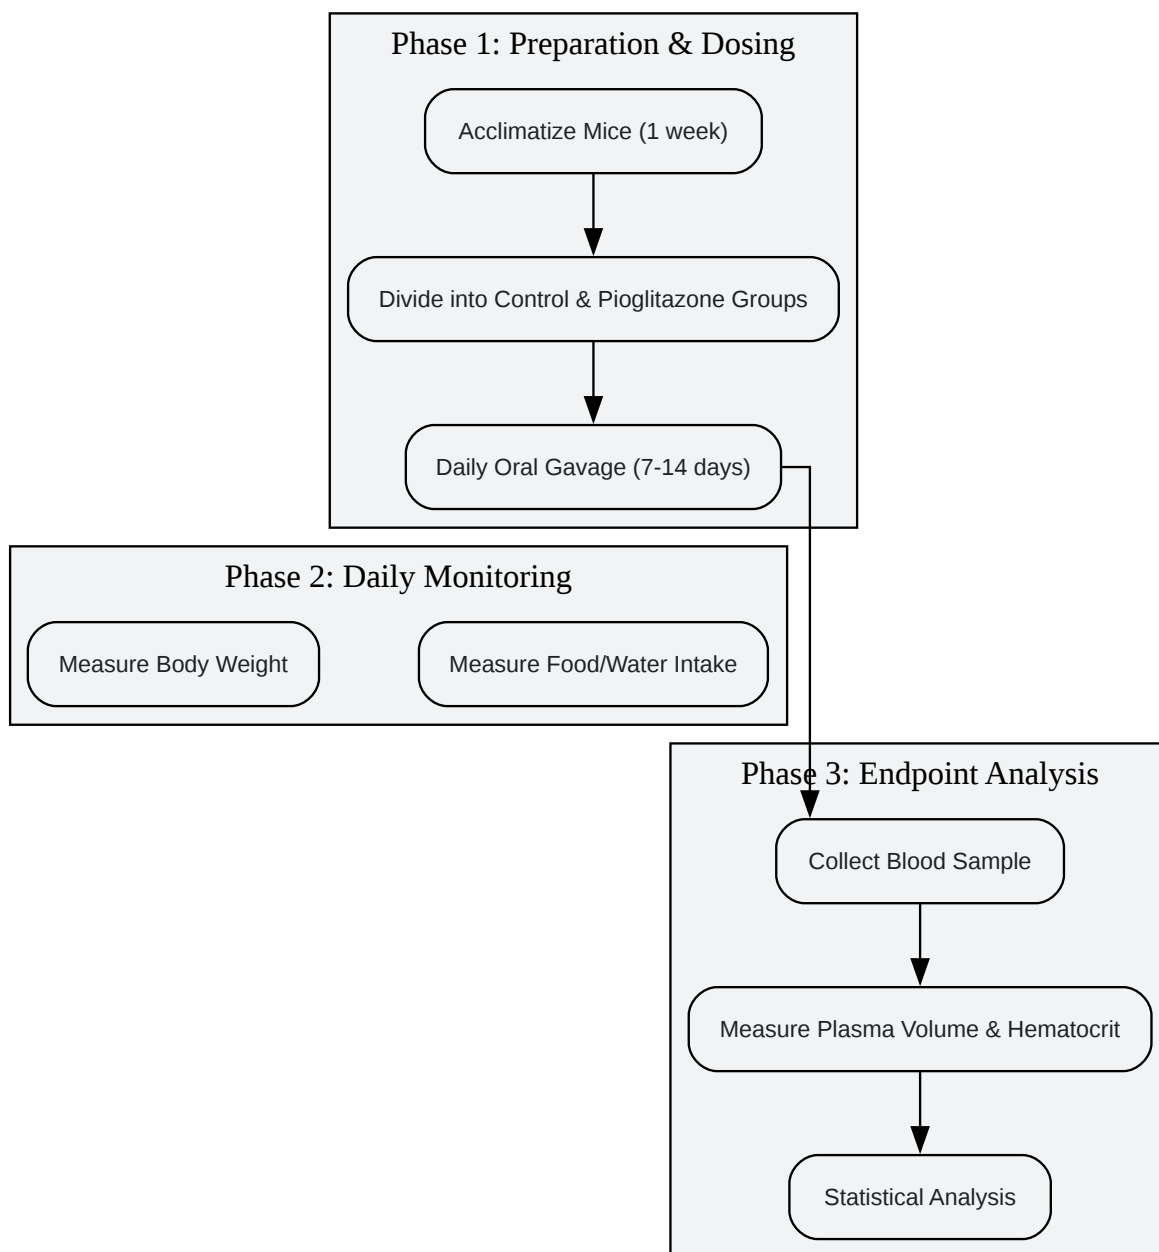 Phase 1: Preparation & Dosing
Acclimatize Mice (1 week)
Divide into Control & Pioglitazone Groups
Daily Oral Gavage (7-14 days)
Phase 2: Daily Monitoring
Measure Body Weight
Measure Food/Water Intake
Phase 3: Endpoint Analysis
Collect Blood Sample
Measure Plasma Volume & Hematocrit
Statistical Analysis